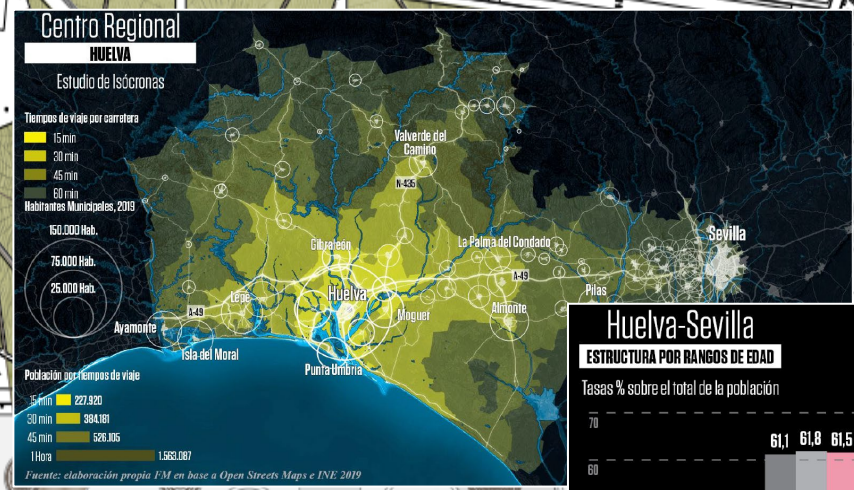 Centro Regional
HUELVA
Estudio de Isócronas
Tiempos de viaje por carretera
15 min
30 min
45 min
60 min
Habitantes Municipales, 2019
150.000 Hab.
75.000 Hab.
25.000 Hab.
Valverde del
Camino
N-435
Gibraleón
La Palma del Condado
Sevilla
A-49
Huelva
Lepe
Pilas
A-49
Moguer
Almonte
Ayamonte
Isla del Moral
Punta Umbría
Población por tiempos de viaje
15 min 227.920
30 min 384.181
45 min 526.105
1 Hora 1.563.087
Fuente: elaboración propia FM en base a Open Streets Maps e INE 2019
Huelva-Sevilla
ESTRUCTURA POR RANGOS DE EDAD
Tasas % sobre el total de la población
70
61,1 61,8 61,5
60